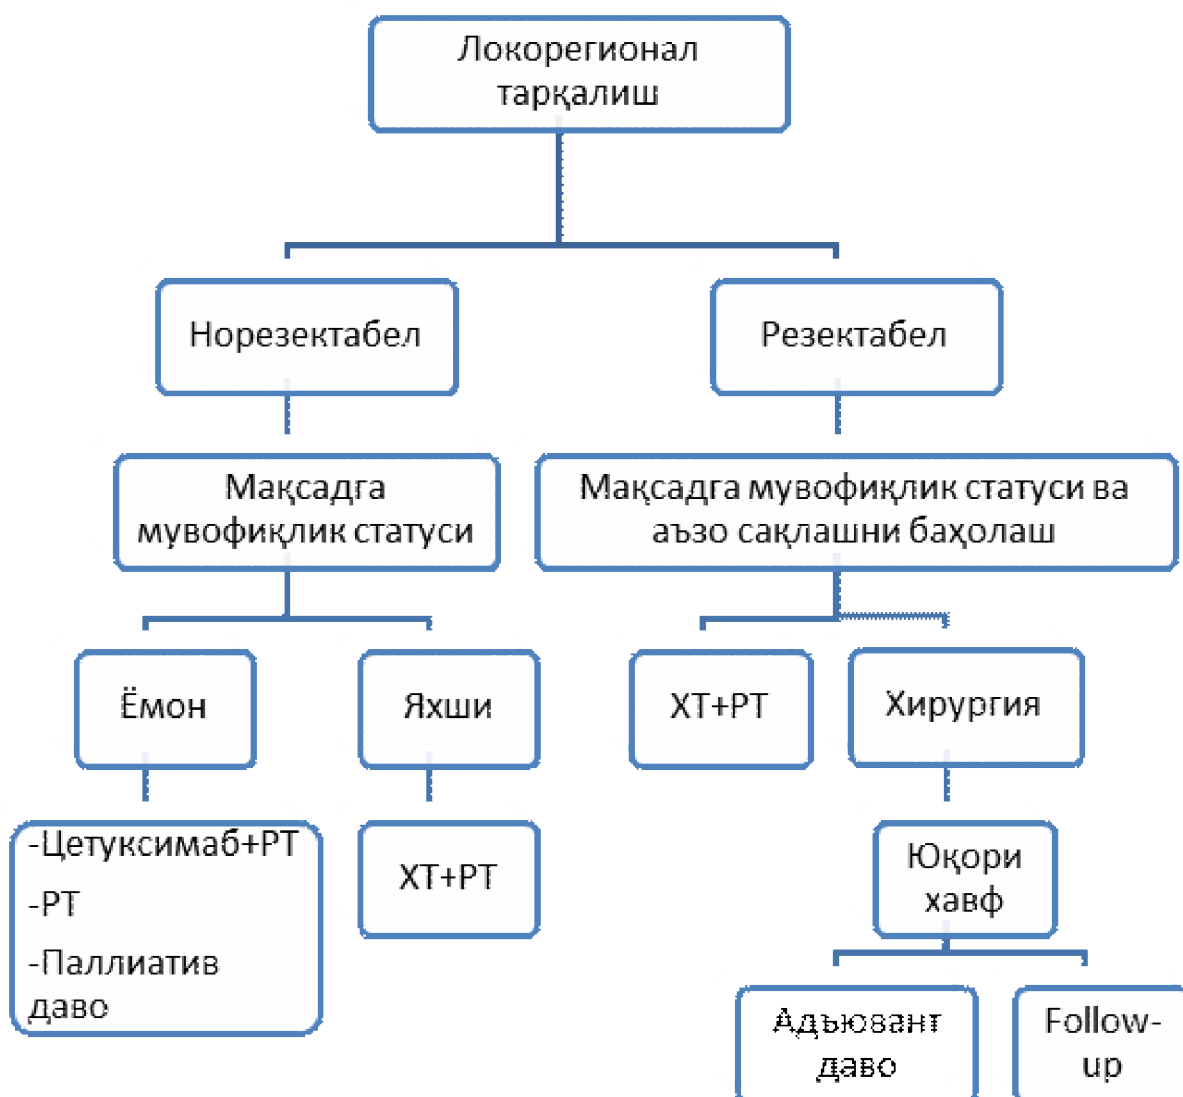 Локорегионал
тарқалиш
Норезектабел
Резектабел
Мақсадга
мувофиқлик статуси
Мақсадга мувофиқлик статуси ва
аъзо сақлашни баҳолаш
Ёмон
Яхши
ХТ+РТ
Хирургия
-Цетуксимаб+РТ
-РТ
-Паллиатив
даво
ХТ+РТ
Юқори
хавф
Адъювант
даво
Follow-
up